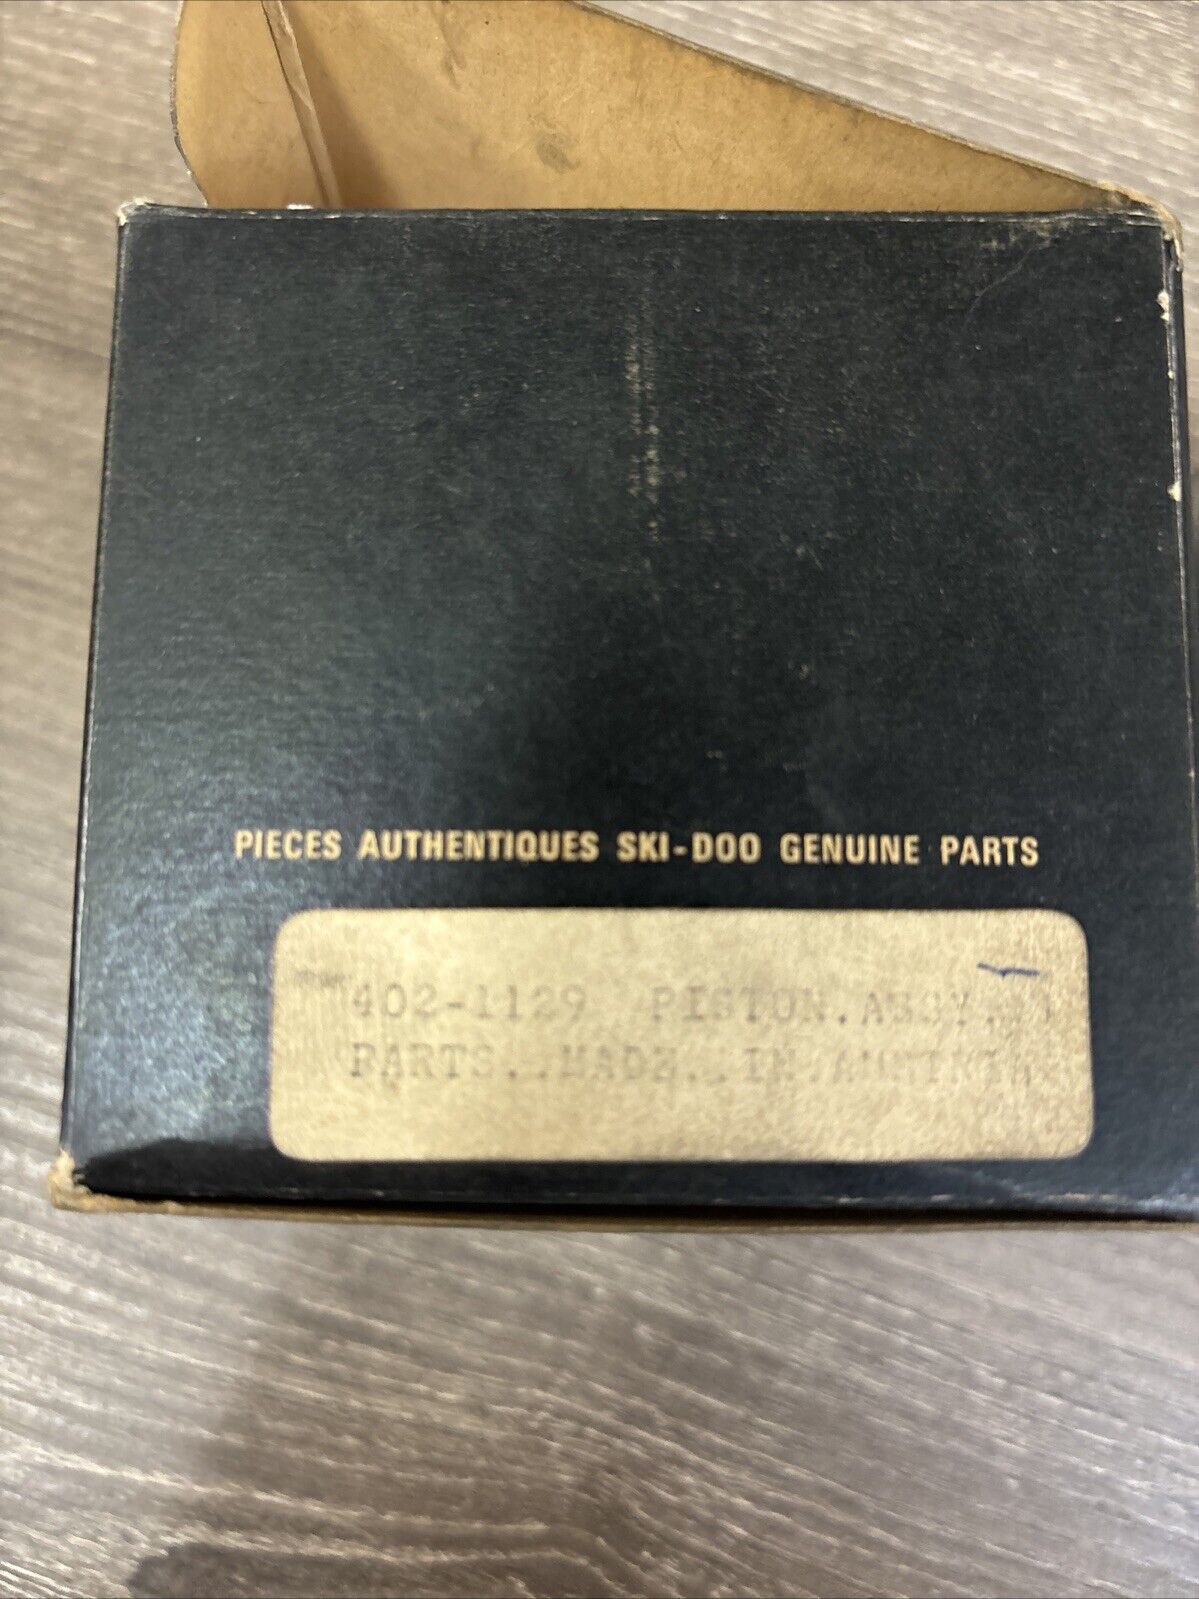 PIECES AUTHENTIQUES SKI-DOO GENUINE PARTS
402-1129 PISTON.ASSY.
PARTS..MADE..IN.AUSTRIA